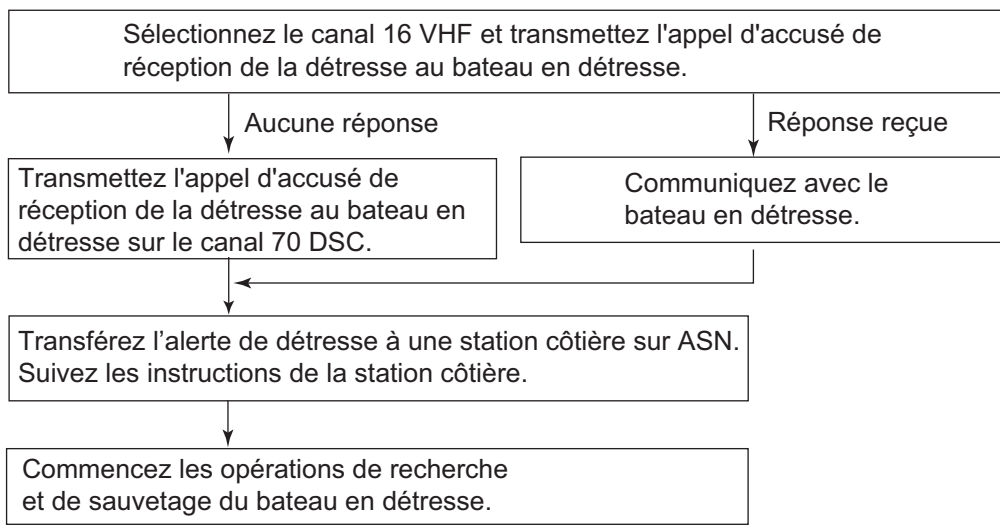 Sélectionnez le canal 16 VHF et transmettez l'appel d'accusé de
réception de la détresse au bateau en détresse.
Aucune réponse
Réponse reçue
Transmettez l'appel d'accusé de
réception de la détresse au bateau en
détresse sur le canal 70 DSC.
Communiquez avec le
bateau en détresse.
Transférez l’alerte de détresse à une station côtière sur ASN.
Suivez les instructions de la station côtière.
Commencez les opérations de recherche
et de sauvetage du bateau en détresse.